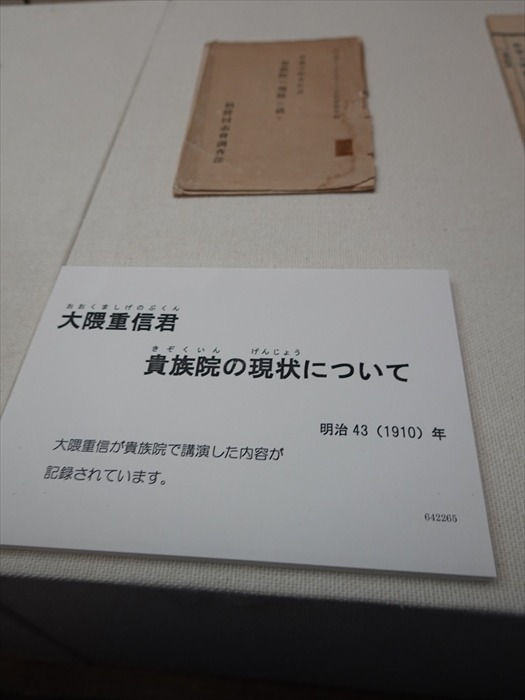 おおくましげのぶくん
大隈重信君
きぞくいん げんじょう
貴族院の現状について
明治 43（1910）年
大隈重信が貴族院で講演した内容が
記録されています。
642265